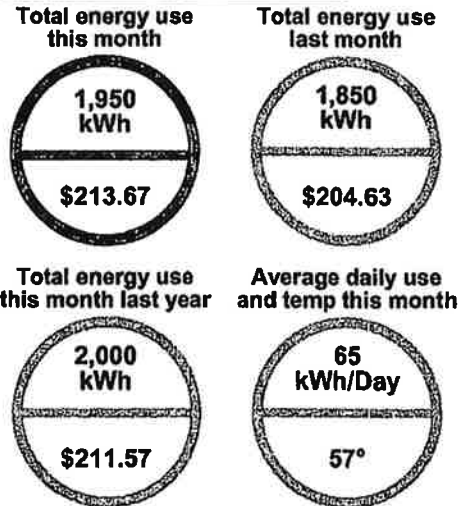 Total energy use
this month
1,950
kWh
$213.67
Total energy use
last month
1,850
kWh
$204.63
Total energy use
this month last year
2,000
kWh
$211.57
Average daily use
and temp this month
65
kWh/Day
57°